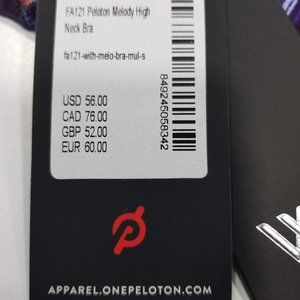 FA121 Peloton Melody High
Neck Bra
fa121-with-melo-bra-mul-s
USD 56.00
CAD 76.00
GBP 52.00
EUR 60.00
849245058342
APPAREL.ONEPELOTON.COM